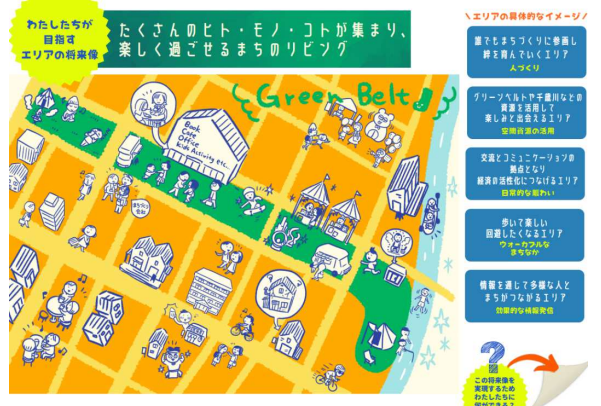 わたしたちが
目指す
エリアの将来像
たくさんのヒト・モノ・コトが集まり、
楽しく過ごせるまちのリビング
Green Belt
Book
Cafe
Office
Kids Activity etc.
まちづくり
会社
\ エリアの具体的なイメージ /
誰でもまちづくりに参画し
絆を育んでいくエリア
人づくり
グリーンベルトや千歳川などの
資源を活用して
楽しみと出会えるエリア
空間資源の活用
交流とコミュニケーションの
拠点となり
経済の活性化につなげるエリア
日常的な賑わい
歩いて楽しい
回遊したくなるエリア
ウォーカブルな
まちなか
情報を通じて多様な人と
まちがつながるエリア
効果的な情報発信
?
この将来像を
実現するため
わたしたちに
何ができる?